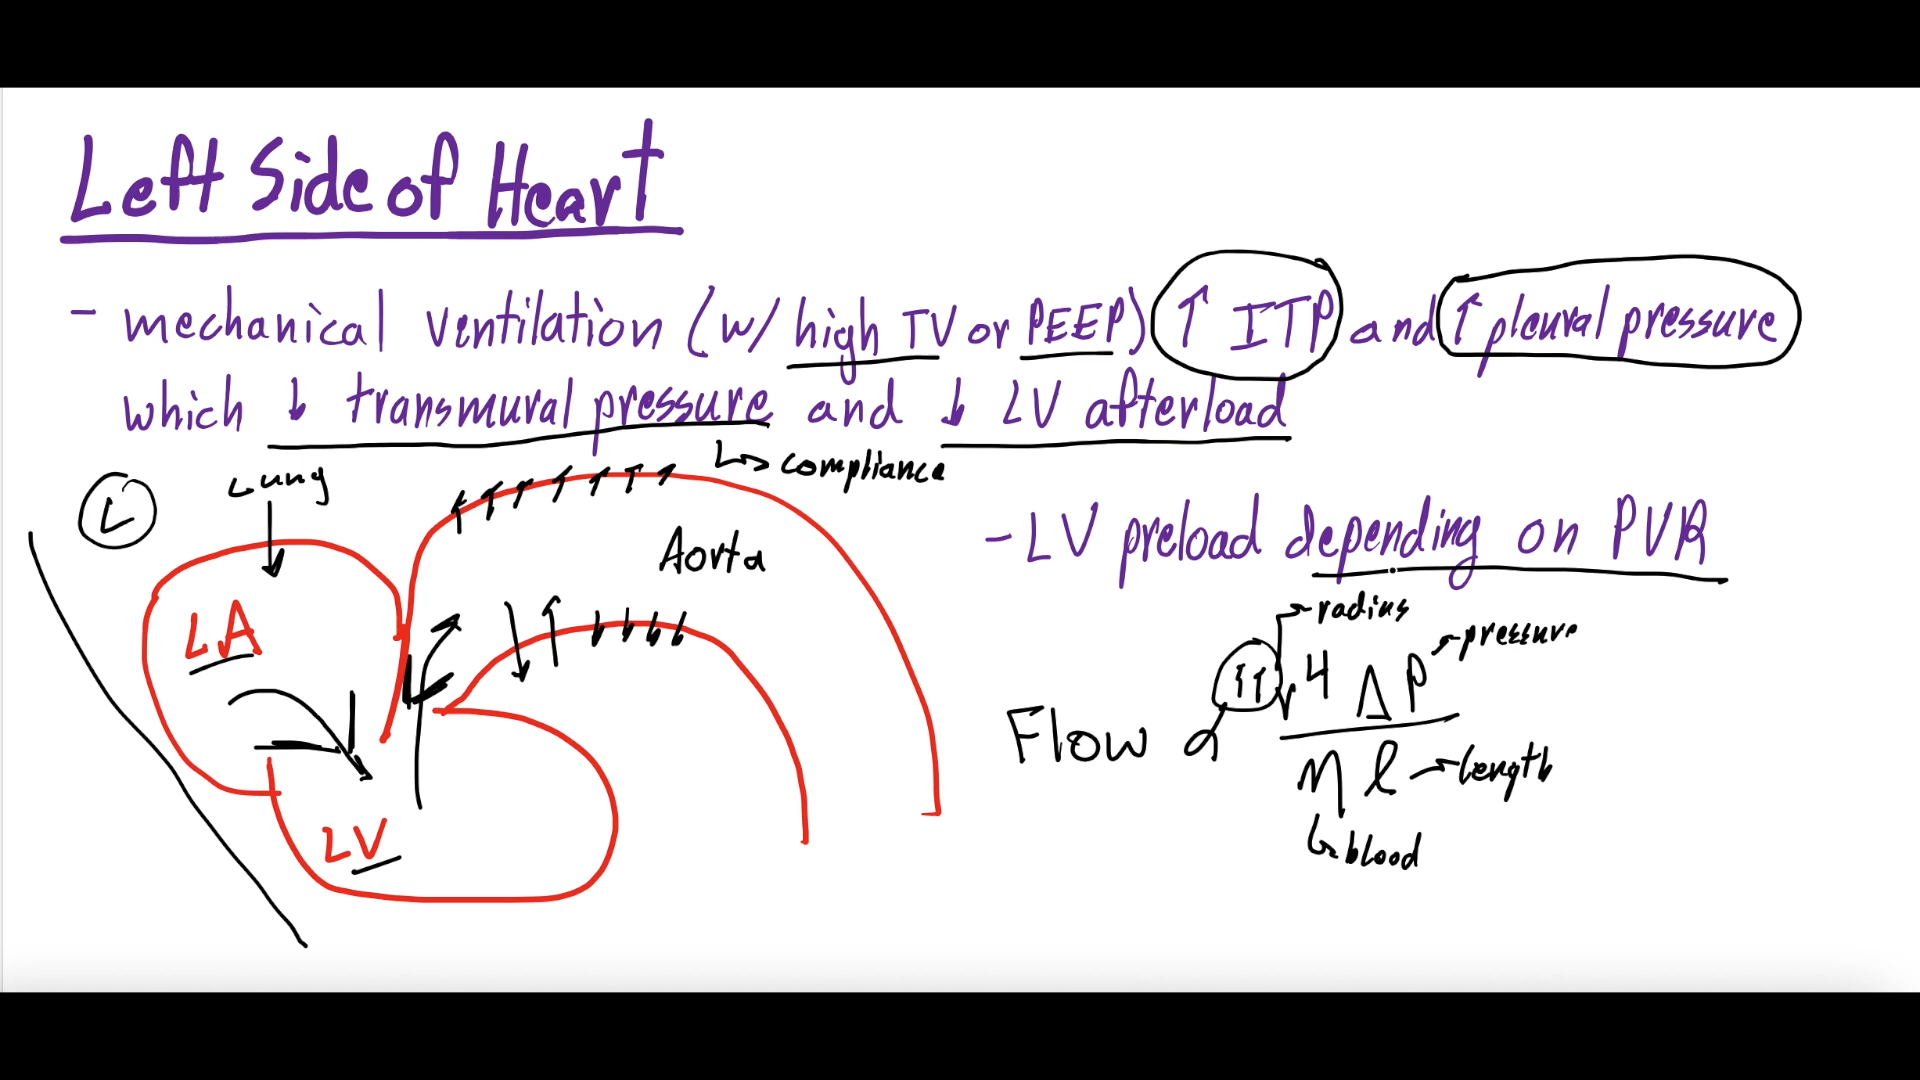 Left Side of Heart
- mechanical ventilation (w/ high TV or PEEP) ↑ ITP and ↑ pleural pressure
which ↓ transmural pressure and ↓ LV afterload
↳ compliance
L
Lung
Aorta
LA
LV
- LV preload depending on PVR
→ radius
→ pressure
Flow α π r⁴ ΔP
η l → length
↳ blood